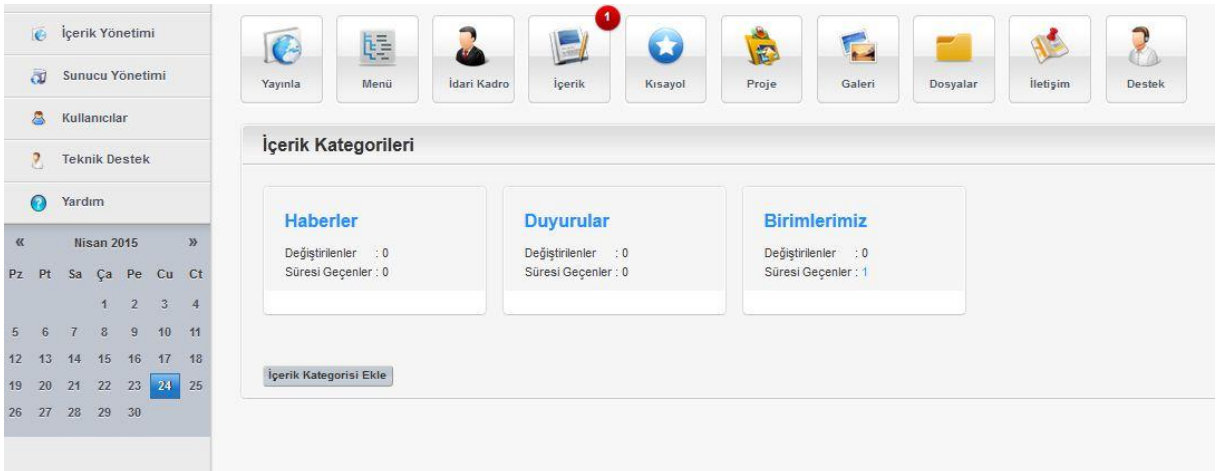 İçerik Yönetimi
Sunucu Yönetimi
Kullanıcılar
Teknik Destek
Yardım
« Nisan 2015 »
Pz Pt Sa Ça Pe Cu Ct
1 2 3 4
5 6 7 8 9 10 11
12 13 14 15 16 17 18
19 20 21 22 23 24 25
26 27 28 29 30
1
Yayınla Menü İdari Kadro İçerik Kısayol Proje Galeri Dosyalar İletişim Destek
İçerik Kategorileri
Haberler
Değiştirilenler : 0
Süresi Geçenler : 0
Duyurular
Değiştirilenler : 0
Süresi Geçenler : 0
Birimlerimiz
Değiştirilenler : 0
Süresi Geçenler : 1
İçerik Kategorisi Ekle